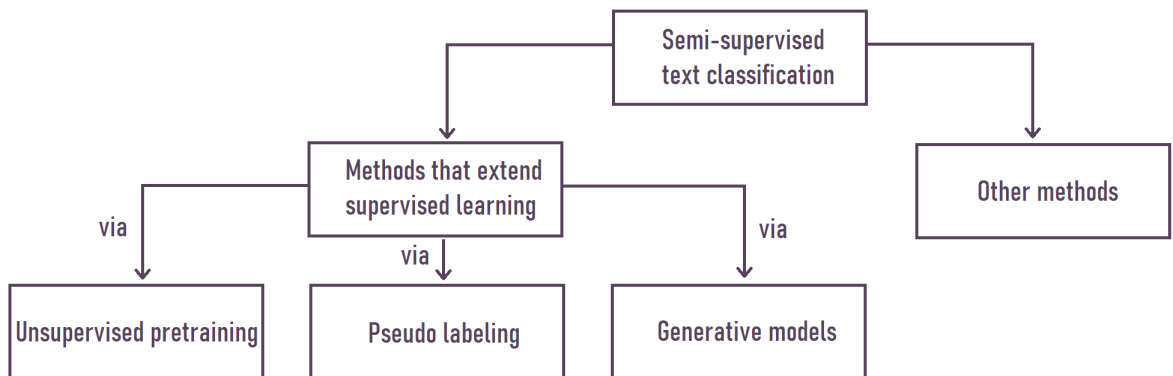 Semi-supervised
text classification
Methods that extend
supervised learning
Other methods
via
via
via
Unsupervised pretraining
Pseudo labeling
Generative models